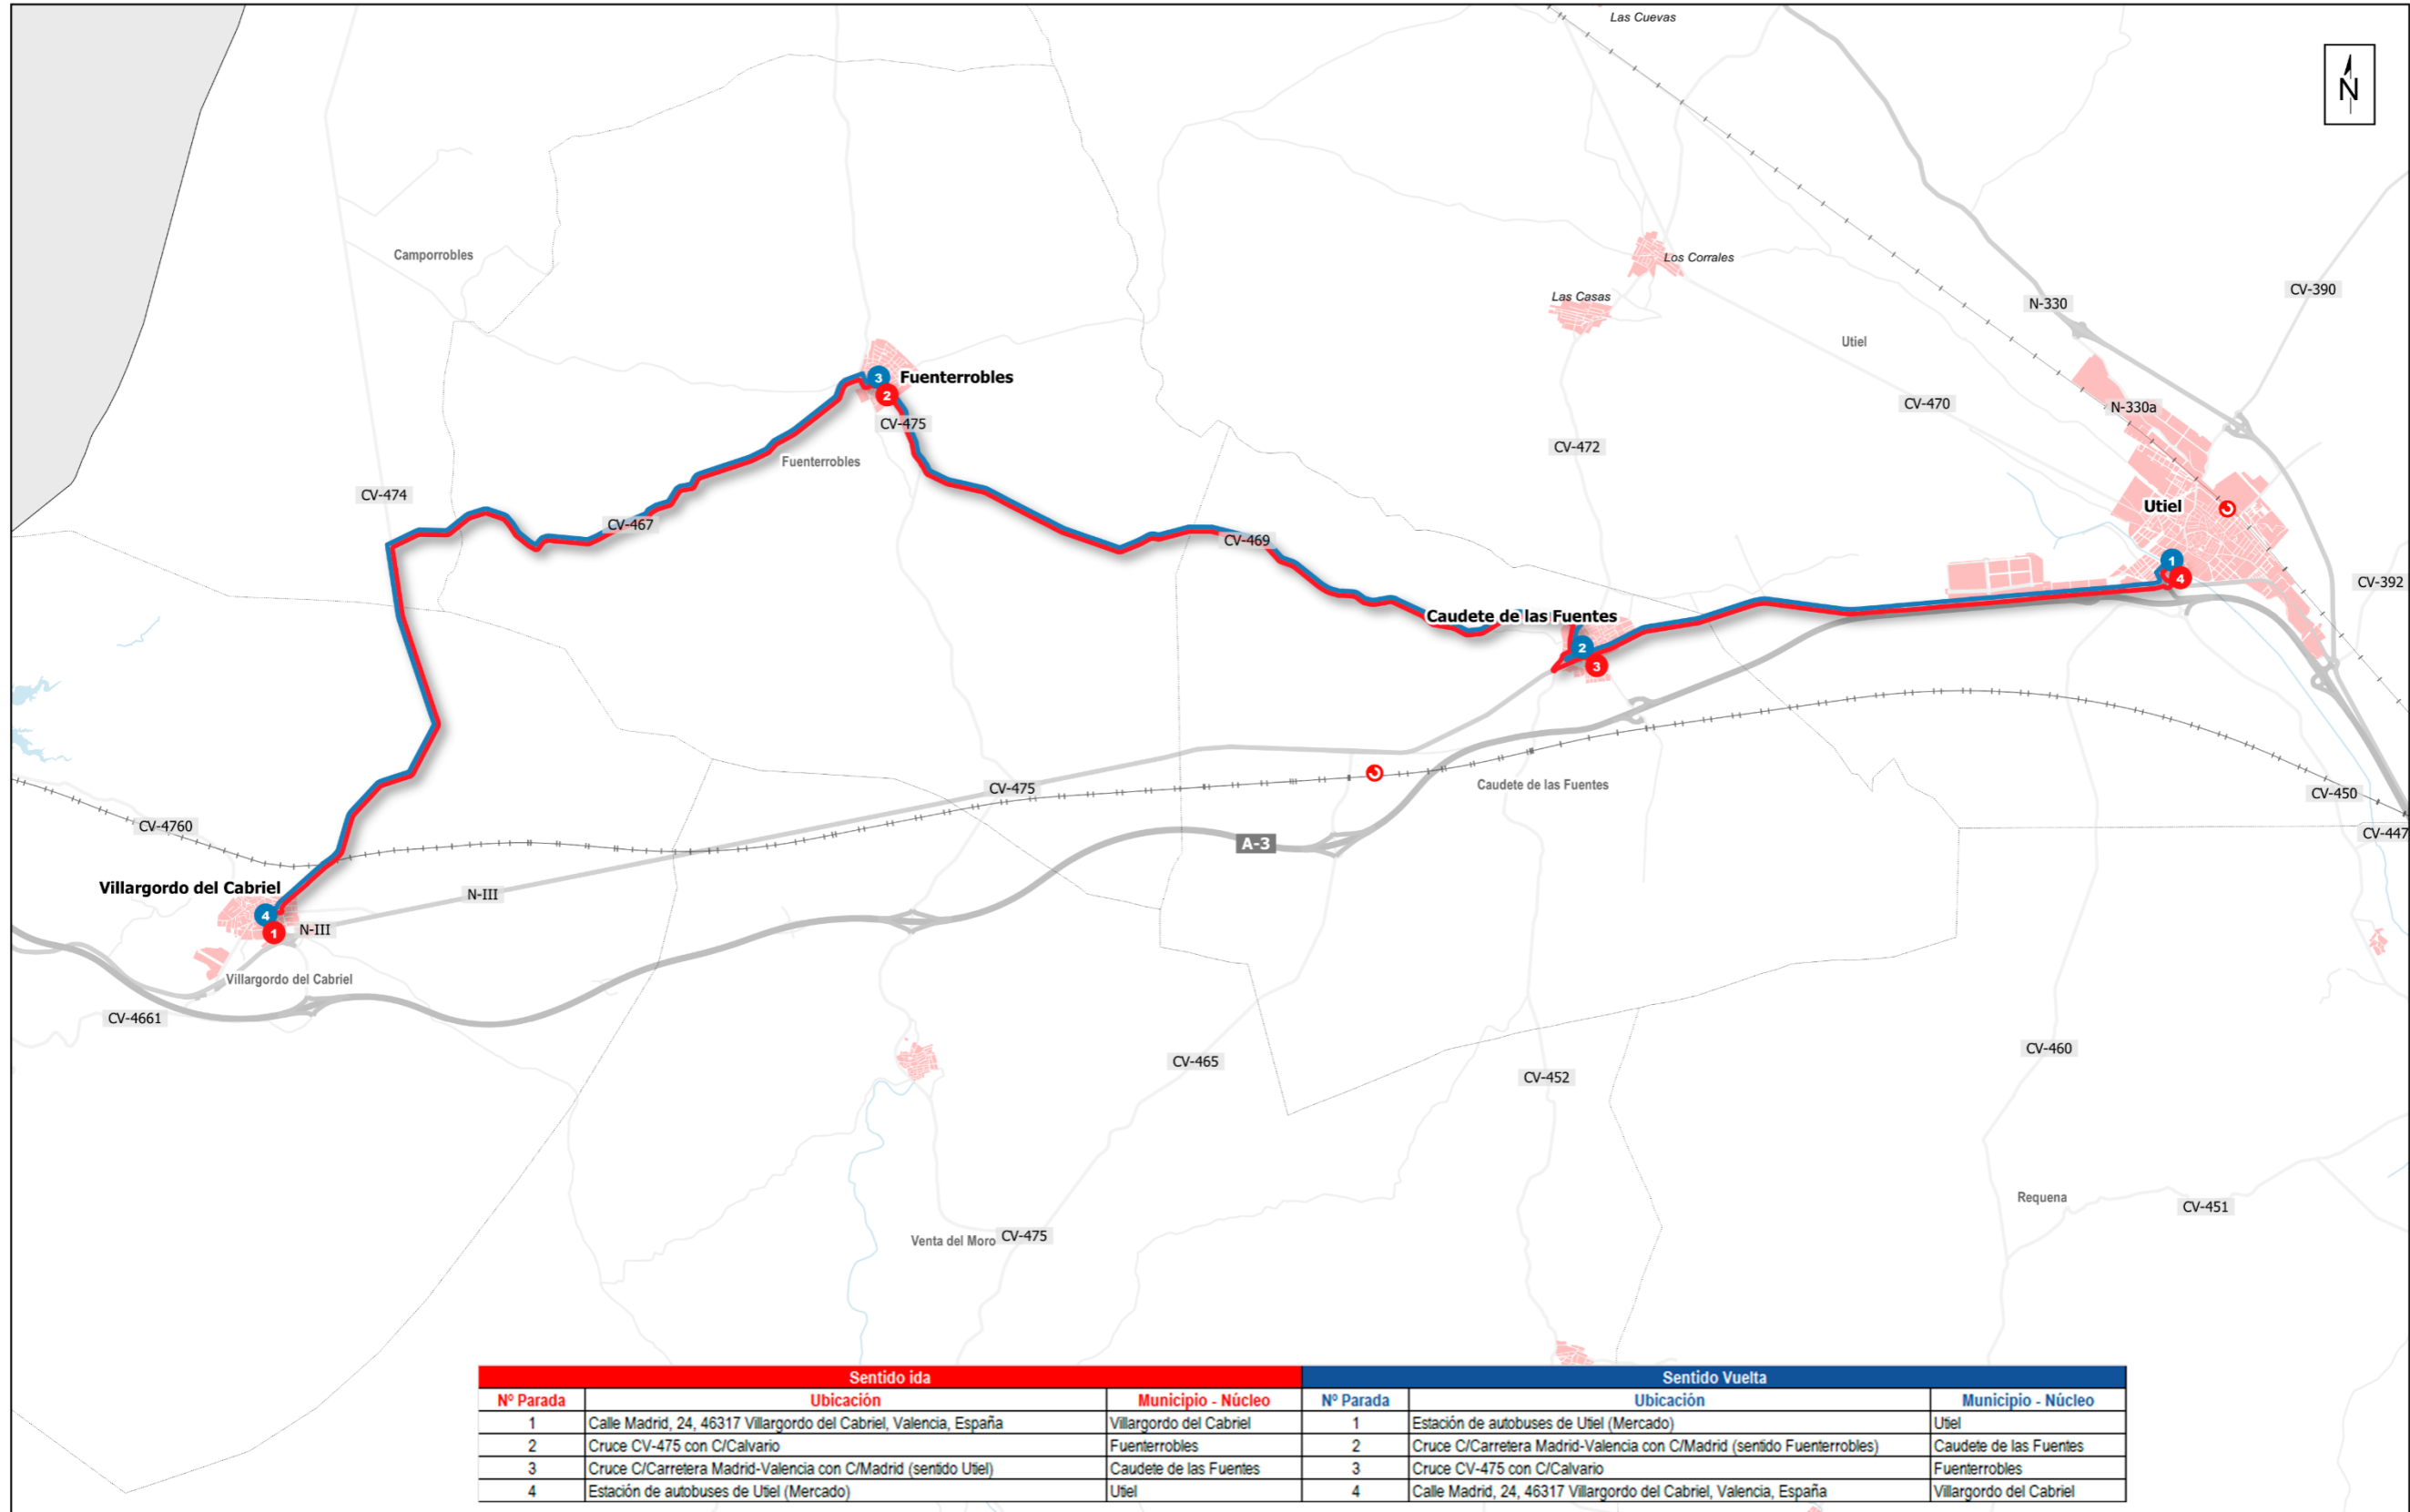 Las Cuevas
N
Camporrobles
Los Corrales
CV-390
Las Casas
N-330
Utiel
3
Fuenterrobles
2
CV-475
CV-470
N-330a
CV-472
Fuenterrobles
CV-474
Utiel
CV-467
CV-469
1
4
CV-392
Caudete de las Fuentes
2
3
CV-475
Caudete de las Fuentes
CV-450
CV-4760
CV-447
A-3
Villargordo del Cabriel
N-III
4
1
N-III
Villargordo del Cabriel
CV-4661
CV-465
CV-452
CV-460
Requena
CV-451
Venta del Moro
CV-475
Sentido ida Sentido Vuelta
Nº Parada Ubicación Municipio - Núcleo Nº Parada Ubicación Municipio - Núcleo
1 Calle Madrid, 24, 46317 Villargordo del Cabriel, Valencia, España Villargordo del Cabriel 1 Estación de autobuses de Utiel (Mercado) Utiel
2 Cruce CV-475 con C/Calvario Fuenterrobles 2 Cruce C/Carretera Madrid-Valencia con C/Madrid (sentido Fuenterrobles) Caudete de las Fuentes
3 Cruce C/Carretera Madrid-Valencia con C/Madrid (sentido Utiel) Caudete de las Fuentes 3 Cruce CV-475 con C/Calvario Fuenterrobles
4 Estación de autobuses de Utiel (Mercado) Utiel 4 Calle Madrid, 24, 46317 Villargordo del Cabriel, Valencia, España Villargordo del Cabriel